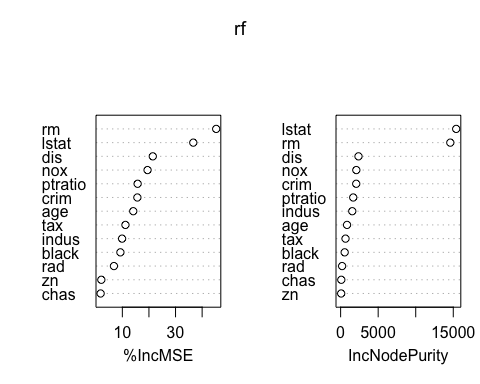 rf
rm
lstat
dis
nox
ptratio
crim
age
tax
indus
black
rad
zn
chas
10 30
%IncMSE
lstat
rm
dis
nox
crim
ptratio
indus
age
tax
black
rad
chas
zn
0 5000 15000
IncNodePurity